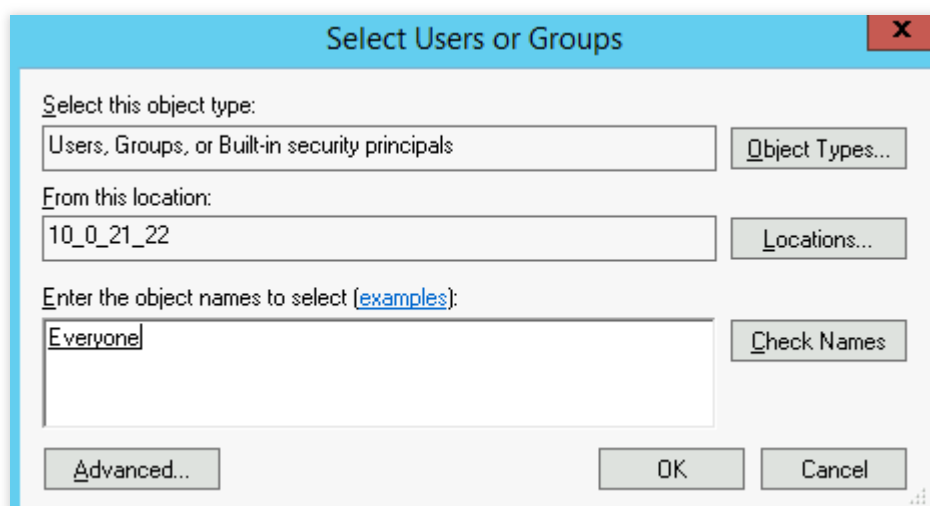 Select Users or Groups
x
Select this object type:
Users, Groups, or Built-in security principals
Object Types...
From this location:
10_0_21_22
Locations...
Enter the object names to select (examples):
Everyone
Check Names
Advanced...
OK
Cancel